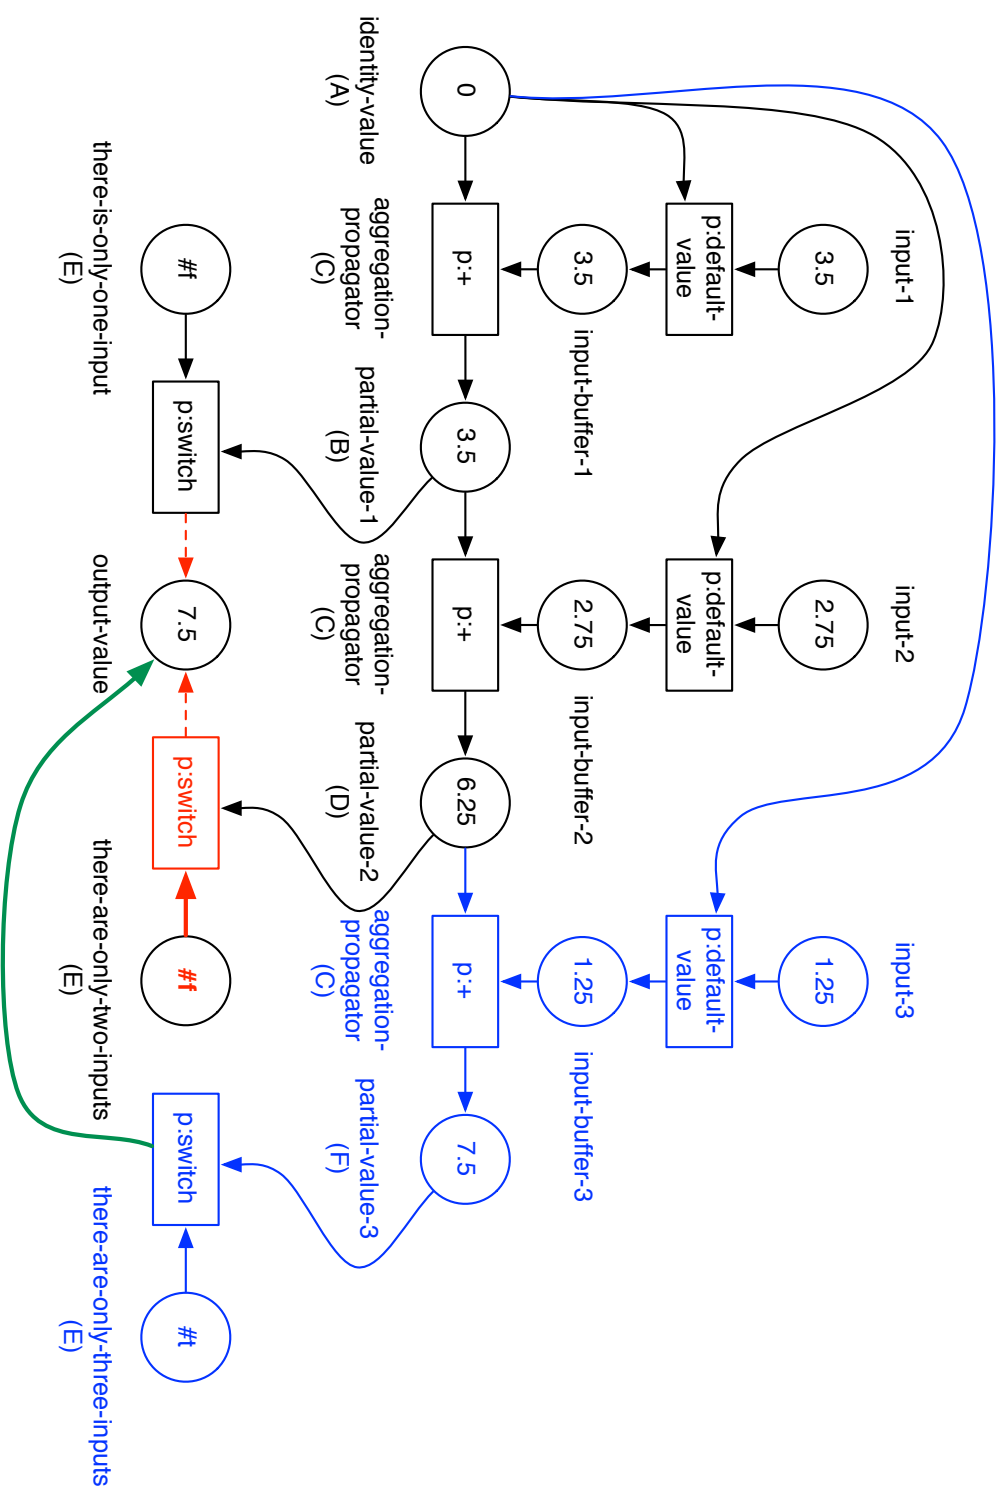 input-1
input-2
input-3
3.5
2.75
1.25
p:default-
value
p:default-
value
p:default-
value
3.5
input-buffer-1
2.75
input-buffer-2
1.25
input-buffer-3
0
p:+
3.5
p:+
6.25
p:+
7.5
identity-value
(A)
aggregation-
propagator
(C)
partial-value-1
(B)
aggregation-
propagator
(C)
partial-value-2
(D)
aggregation-
propagator
(C)
partial-value-3
(F)
#f
p:switch
7.5
p:switch
#f
p:switch
#t
there-is-only-one-input
(E)
output-value
there-are-only-two-inputs
(E)
there-are-only-three-inputs
(E)